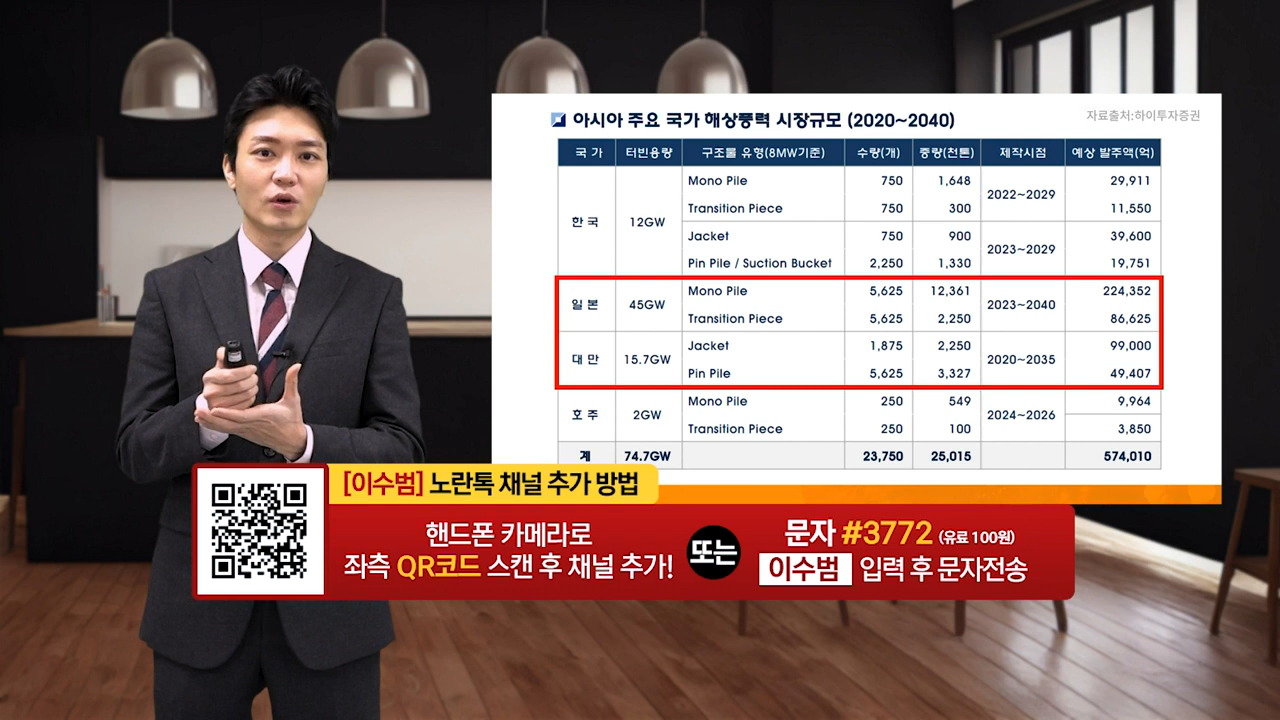 아시아 주요 국가 해상풍력 시장규모 (2020~2040)
자료출처:하이투자증권
국 가 터빈용량 구조물 유형(8MW기준) 수량(개) 중량(천톤) 제작시점 예상 발주액(억)
한 국 12GW Mono Pile 750 1,648 2022~2029 29,911
Transition Piece 750 300 11,550
Jacket 750 900 2023~2029 39,600
Pin Pile / Suction Bucket 2,250 1,330 19,751
일 본 45GW Mono Pile 5,625 12,361 2023~2040 224,352
Transition Piece 5,625 2,250 86,625
대 만 15.7GW Jacket 1,875 2,250 2020~2035 99,000
Pin Pile 5,625 3,327 49,407
호 주 2GW Mono Pile 250 549 2024~2026 9,964
Transition Piece 250 100 3,850
계 74.7GW 23,750 25,015 574,010
[이수범] 노란톡 채널 추가 방법
핸드폰 카메라로
좌측 QR코드 스캔 후 채널 추가!
또는
문자 #3772 (유료 100원)
이수범 입력 후 문자전송